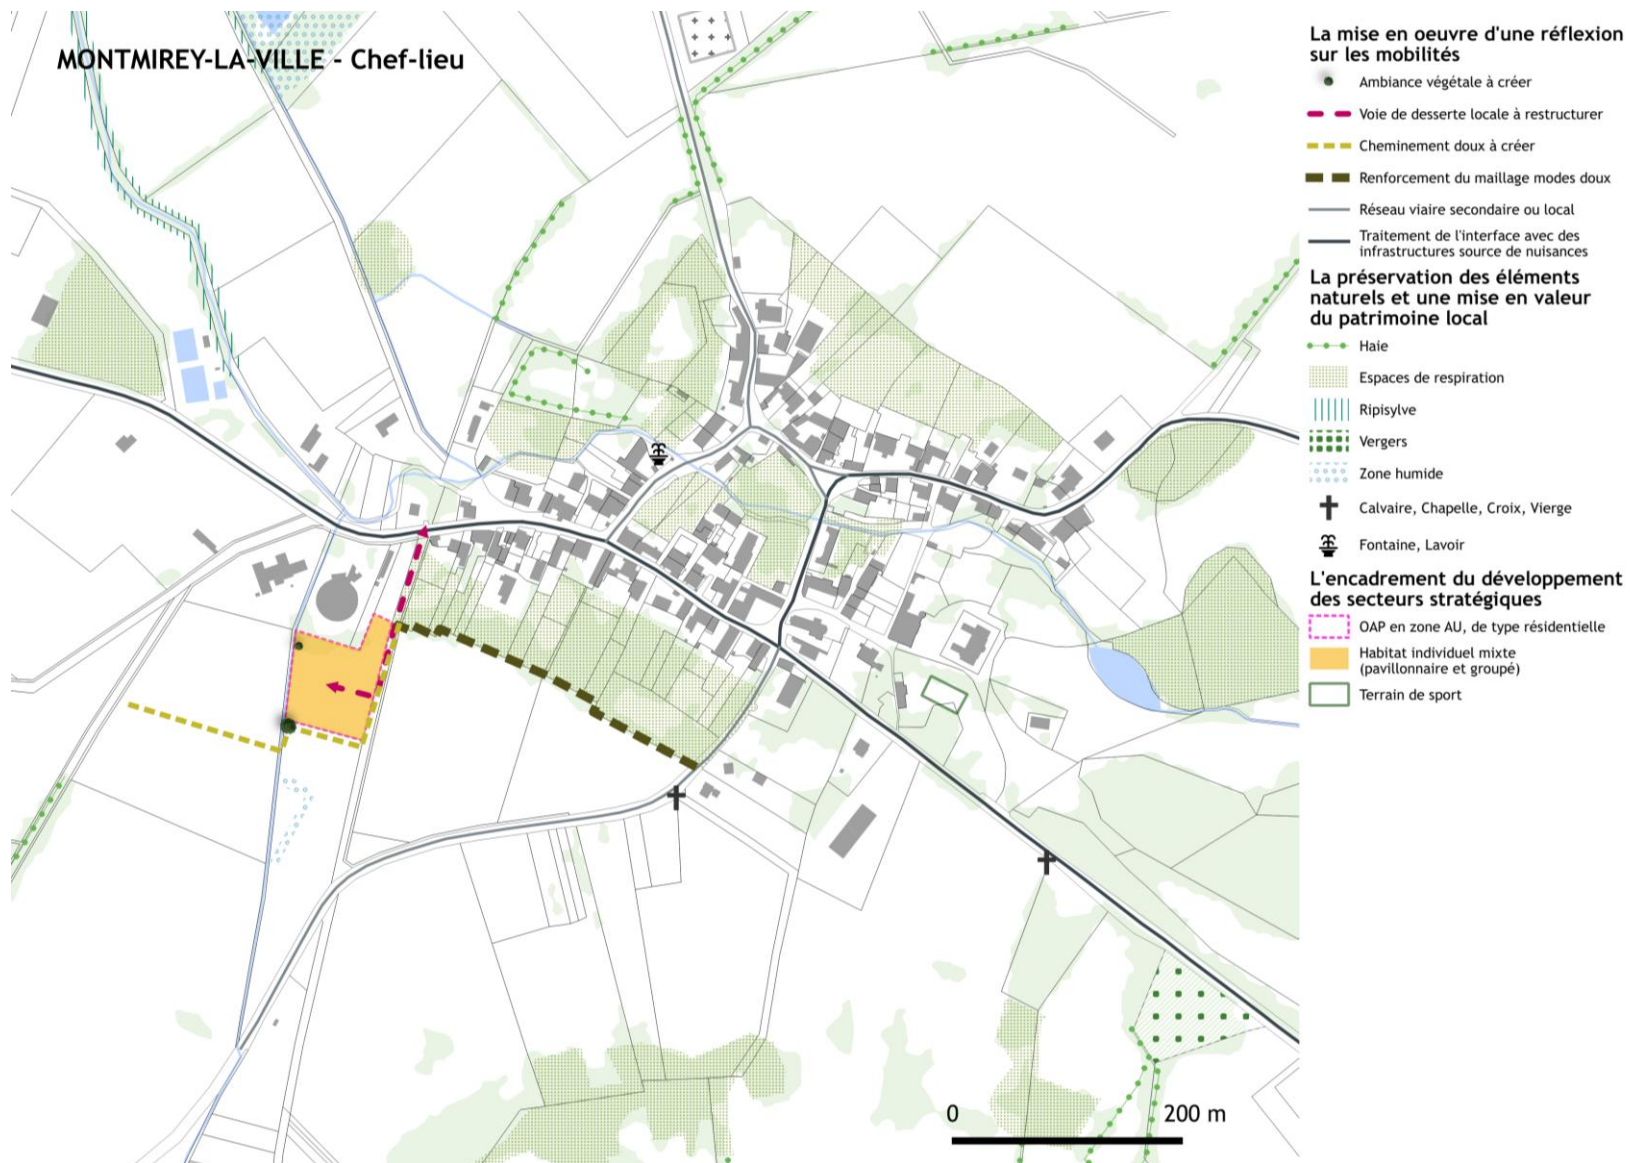 MONTMIREY-LA-VILLE - Chef-lieu
0
200 m
La mise en oeuvre d'une réflexion
sur les mobilités
Ambiance végétale à créer
Voie de desserte locale à restructurer
Cheminement doux à créer
Renforcement du maillage modes doux
Réseau viaire secondaire ou local
Traitement de l'interface avec des
infrastructures source de nuisances
La préservation des éléments
naturels et une mise en valeur
du patrimoine local
Haie
Espaces de respiration
Ripisylve
Vergers
Zone humide
Calvaire, Chapelle, Croix, Vierge
Fontaine, Lavoir
L'encadrement du développement
des secteurs stratégiques
OAP en zone AU, de type résidentielle
Habitat individuel mixte
(pavillonnaire et groupé)
Terrain de sport